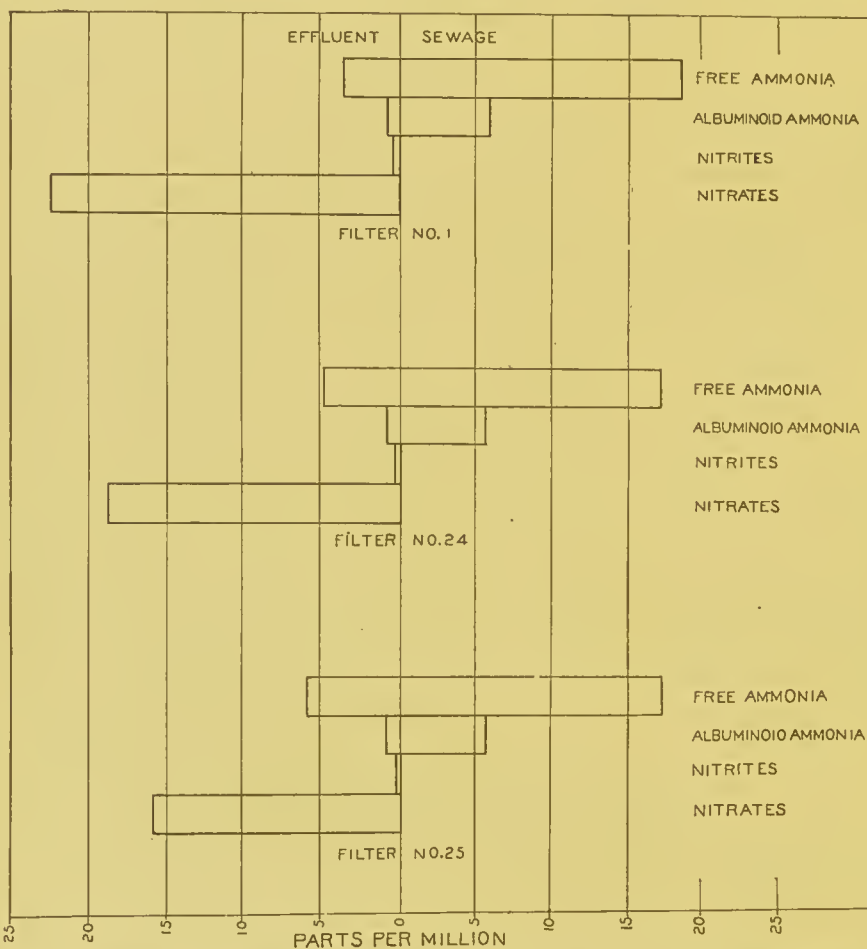 EFFLUENT SEWAGE
FREE AMMONIA
ALBUMINOID AMMONIA
NITRITES
NITRATES
FILTER NO. 1
FREE AMMONIA
ALBUMINOID AMMONIA
NITRITES
NITRATES
FILTER NO. 24
FREE AMMONIA
ALBUMINOID AMMONIA
NITRITES
NITRATES
FILTER NO. 25
25 20 15 10 5 0 5 10 15 20 25
PARTS PER MILLION